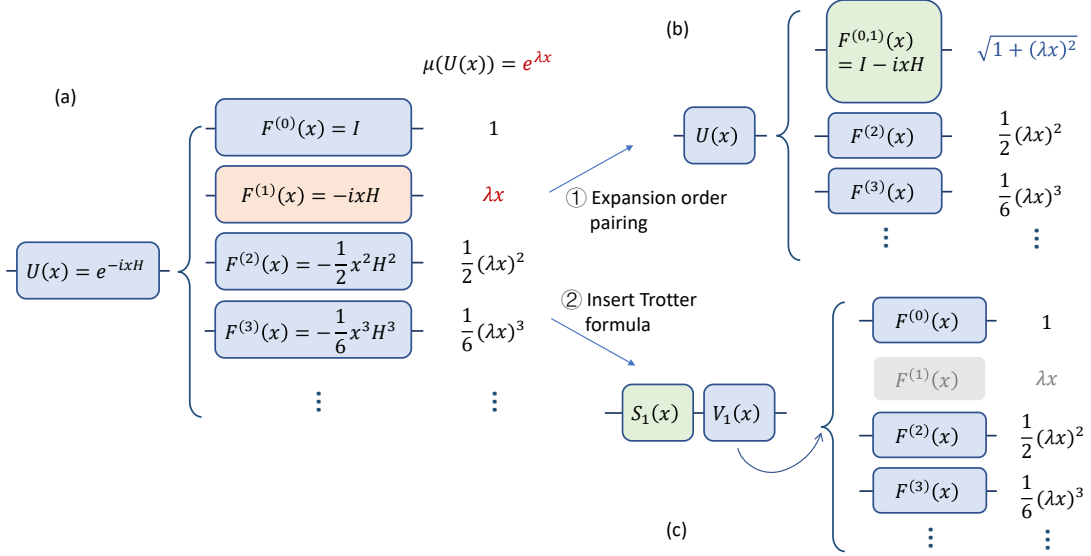 (a)
μ(U(x)) = e^{λx}
U(x) = e^{-ixH}
F^{(0)}(x) = I
1
F^{(1)}(x) = -ixH
λx
F^{(2)}(x) = -\frac{1}{2}x^2H^2
\frac{1}{2}(λx)^2
F^{(3)}(x) = -\frac{1}{6}x^3H^3
\frac{1}{6}(λx)^3
⋮
⋮
① Expansion order
pairing
② Insert Trotter
formula
(b)
U(x)
F^{(0,1)}(x)
= I - ixH
\sqrt{1 + (λx)^2}
F^{(2)}(x)
\frac{1}{2}(λx)^2
F^{(3)}(x)
\frac{1}{6}(λx)^3
⋮
⋮
S_1(x)
V_1(x)
F^{(0)}(x)
1
F^{(1)}(x)
λx
F^{(2)}(x)
\frac{1}{2}(λx)^2
F^{(3)}(x)
\frac{1}{6}(λx)^3
⋮
⋮
(c)